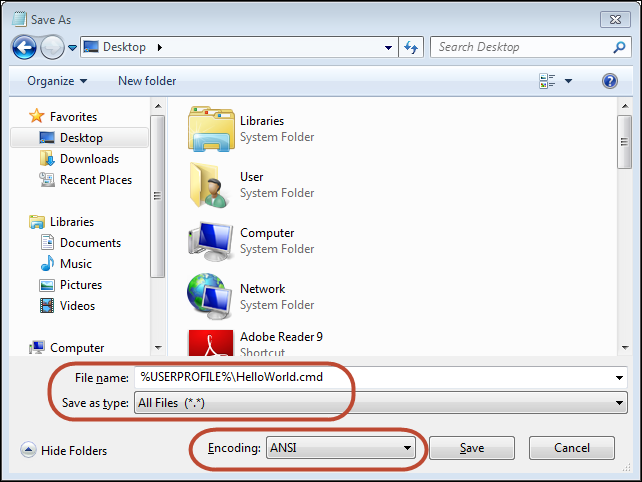 Save As
Desktop
Search Desktop
Organize
New folder
Favorites
Desktop
Downloads
Recent Places
Libraries
Documents
Music
Pictures
Videos
Computer
Libraries
System Folder
User
System Folder
Computer
System Folder
Network
System Folder
Adobe Reader 9
Shortcut
File name: %USERPROFILE%\HelloWorld.cmd
Save as type: All Files (*.*)
Hide Folders
Encoding: ANSI
Save
Cancel